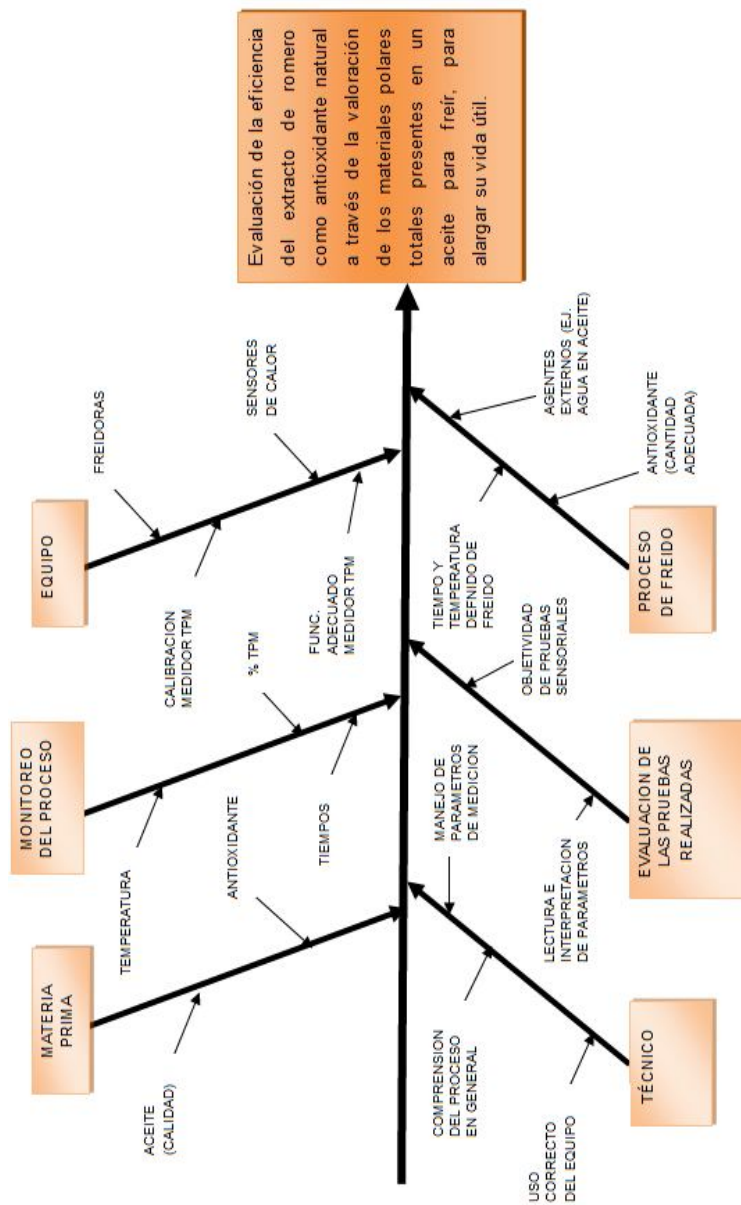 MATERIA
PRIMA
MONITOREO
DEL PROCESO
EQUIPO
ACEITE
(CALIDAD)
ANTIOXIDANTE
TEMPERATURA
% TPM
TIEMPOS
FREIDORAS
CALIBRACION
MEDIDOR TPM
SENSORES
DE CALOR
FUNC.
ADECUADO
MEDIDOR TPM
Evaluación de la eficiencia
del extracto de romero
como antioxidante natural
a través de la valoración
de los materiales polares
totales presentes en un
aceite para freír, para
alargar su vida útil.
COMPRENSION
DEL PROCESO
EN GENERAL
MANEJO DE
PARAMETROS
DE MEDICION
USO
CORRECTO
DEL EQUIPO
OBJETIVIDAD
DE PRUEBAS
SENSORIALES
LECTURA E
INTERPRETACION
DE PARAMETROS
TIEMPO Y
TEMPERATURA
DEFNIDO DE
FREIDO
AGENTES
EXTERNOS (EJ.
AGUA EN ACEITE)
ANTIOXIDANTE
(CANTIDAD
ADECUADA)
TÉCNICO
EVALUACION DE
LAS PRUEBAS
REALIZADAS
PROCESO
DE FREIDO